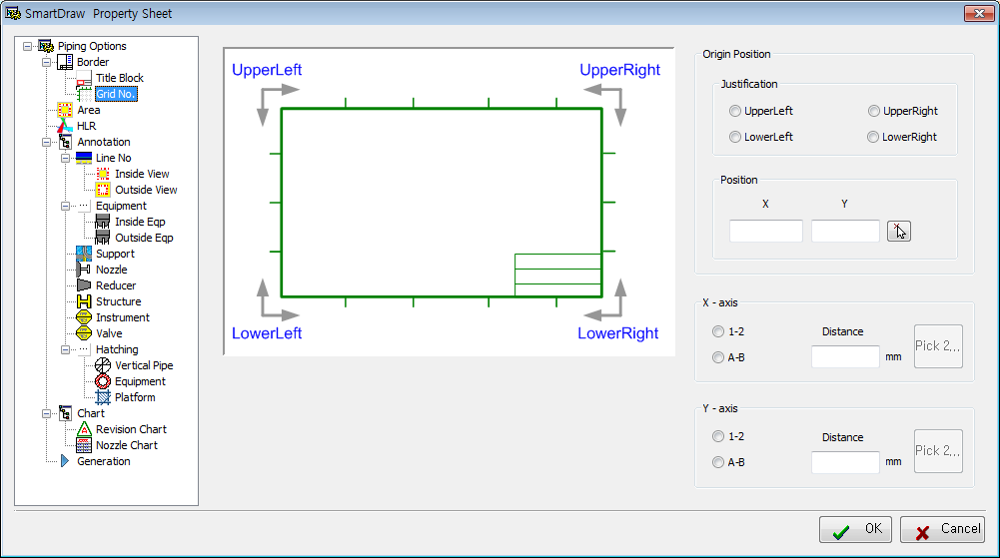 SmartDraw Property Sheet
Piping Options
Border
Title Block
Grid No.
Area
HLR
Annotation
Line No
Inside View
Outside View
Equipment
Inside Eqp
Outside Eqp
Support
Nozzle
Reducer
Structure
Instrument
Valve
Hatching
Vertical Pipe
Equipment
Platform
Chart
Revision Chart
Nozzle Chart
Generation
UpperLeft UpperRight
LowerLeft LowerRight
Origin Position
Justification
UpperLeft UpperRight
LowerLeft LowerRight
Position
X Y
X - axis
1-2 Distance
A-B mm Pick 2,,,
Y - axis
1-2 Distance
A-B mm Pick 2,,,
OK Cancel